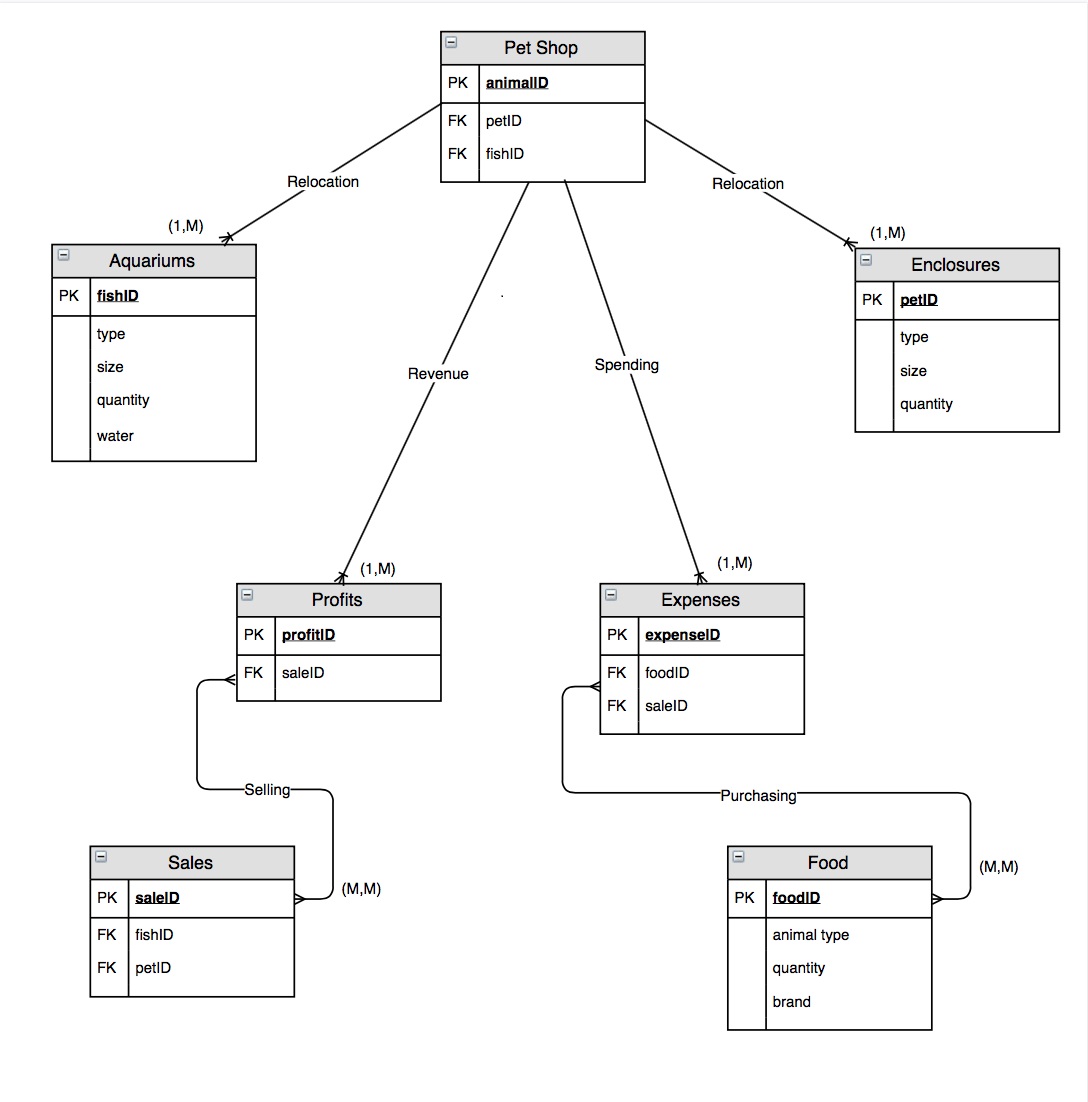 Pet Shop
PK animalID
FK petID
FK fishID
Relocation
Relocation
(1,M)
(1,M)
Aquariums
PK fishID
type
size
quantity
water
Enclosures
PK petID
type
size
quantity
Revenue
Spending
(1,M)
(1,M)
Profits
PK profitID
FK saleID
Expenses
PK expenseID
FK foodID
FK saleID
Selling
Purchasing
(M,M)
(M,M)
Sales
PK saleID
FK fishID
FK petID
Food
PK foodID
animal type
quantity
brand